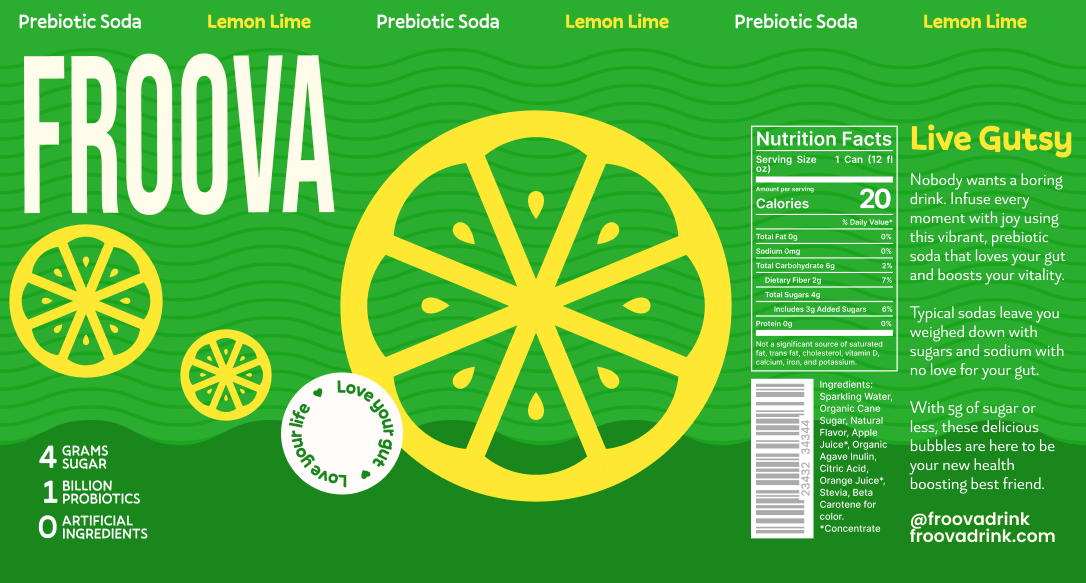 Prebiotic Soda Lemon Lime Prebiotic Soda Lemon Lime Prebiotic Soda Lemon Lime
FROOVA
4 GRAMS
SUGAR
1 BILLION
PROBIOTICS
0 ARTIFICIAL
INGREDIENTS
Love your gut
Love your life
Nutrition Facts
Serving Size 1 Can (12 fl
oz)
Amount per serving
Calories 20
% Daily Value*
Total Fat 0g 0%
Sodium 0mg 0%
Total Carbohydrate 6g 2%
Dietary Fiber 2g 7%
Total Sugars 4g
Includes 3g Added Sugars 6%
Protein 0g 0%
Not a significant source of saturated
fat, trans fat, cholesterol, vitamin D,
calcium, iron, and potassium.
23432 34344
Ingredients:
Sparkling Water,
Organic Cane
Sugar, Natural
Flavor, Apple
Juice*, Organic
Agave Inulin,
Citric Acid,
Orange Juice*,
Stevia, Beta
Carotene for
color.
*Concentrate
Live Gutsy
Nobody wants a boring
drink. Infuse every
moment with joy using
this vibrant, prebiotic
soda that loves your gut
and boosts your vitality.
Typical sodas leave you
weighed down with
sugars and sodium with
no love for your gut.
With 5g of sugar or
less, these delicious
bubbles are here to be
your new health
boosting best friend.
@froovadrink
froovadrink.com